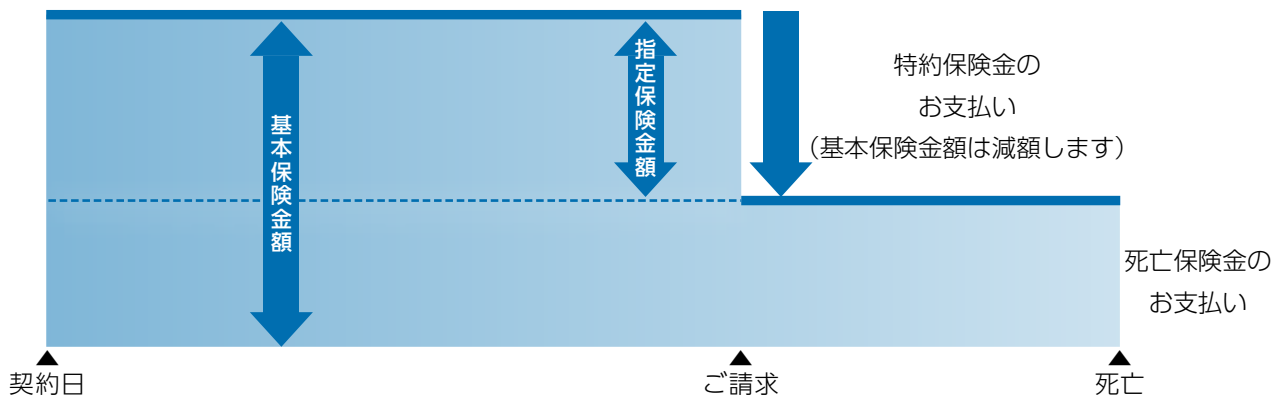 基本保険金額
指定保険金額
特約保険金の
お支払い
（基本保険金額は減額します）
死亡保険金の
お支払い
契約日
ご請求
死亡